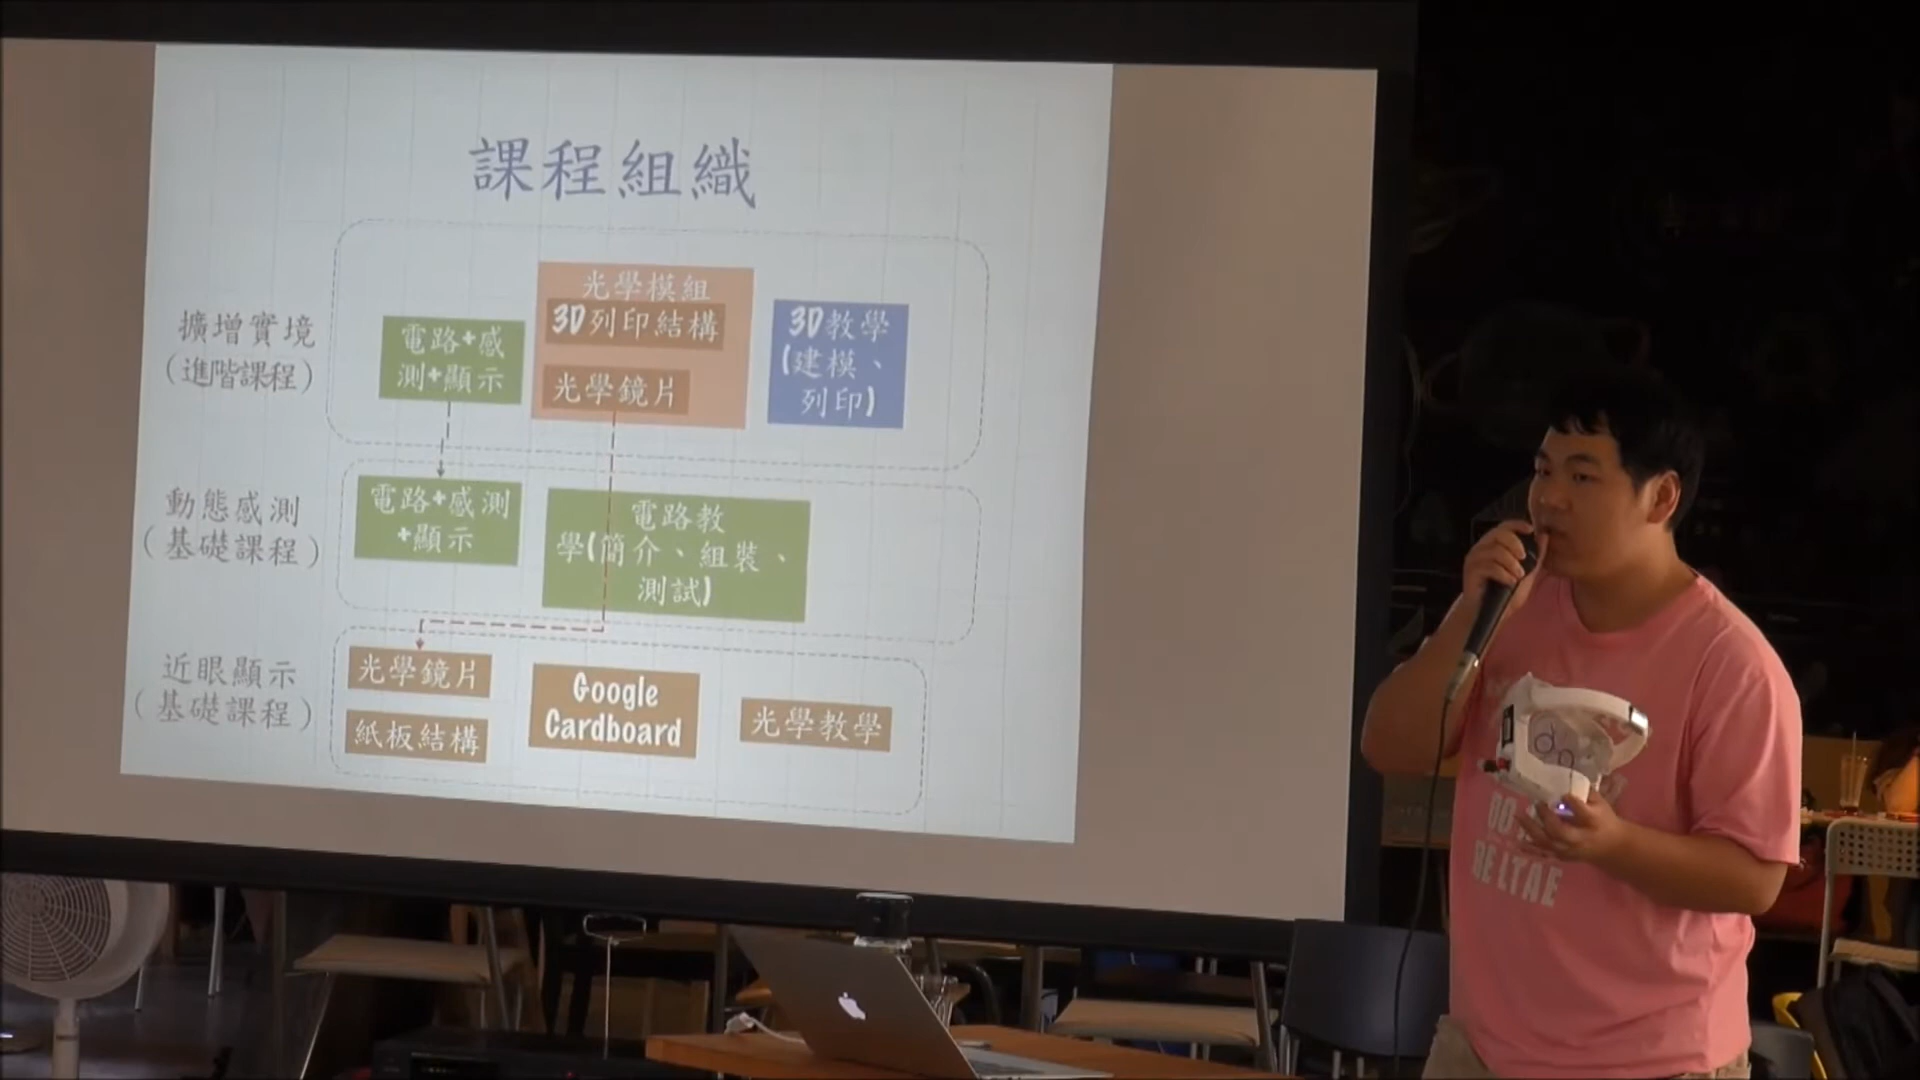 課程組織
擴增實境
(進階課程)
電路+感
測+顯示
光學模組
3D列印結構
光學鏡片
3D教學
(建模、
列印)
動態感測
(基礎課程)
電路+感測
+顯示
電路教
學(簡介、組裝、
測試)
近眼顯示
(基礎課程)
光學鏡片
紙板結構
Google
Cardboard
光學教學